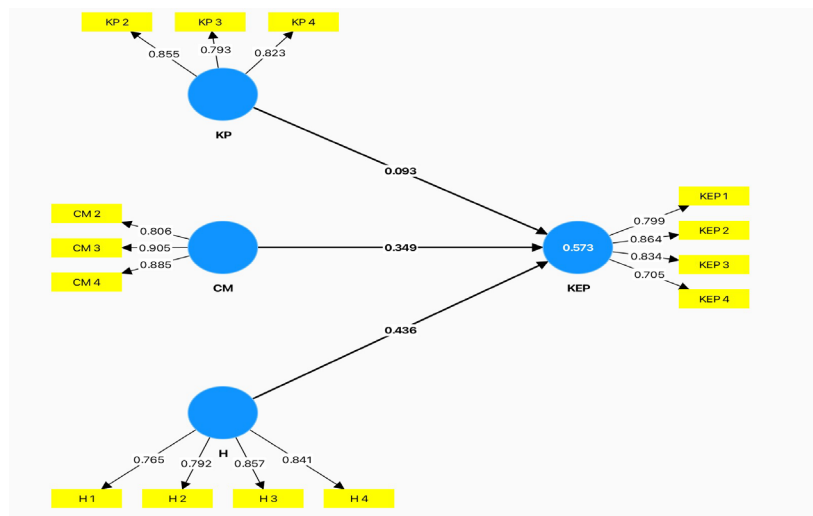 KP 2
KP 3
KP 4
0.855
0.793
0.823
KP
0.093
CM 2
CM 3
CM 4
0.806
0.905
0.885
CM
0.349
0.573
KEP
KEP 1
KEP 2
KEP 3
KEP 4
0.799
0.864
0.834
0.705
0.436
H
0.765
0.792
0.857
0.841
H 1
H 2
H 3
H 4